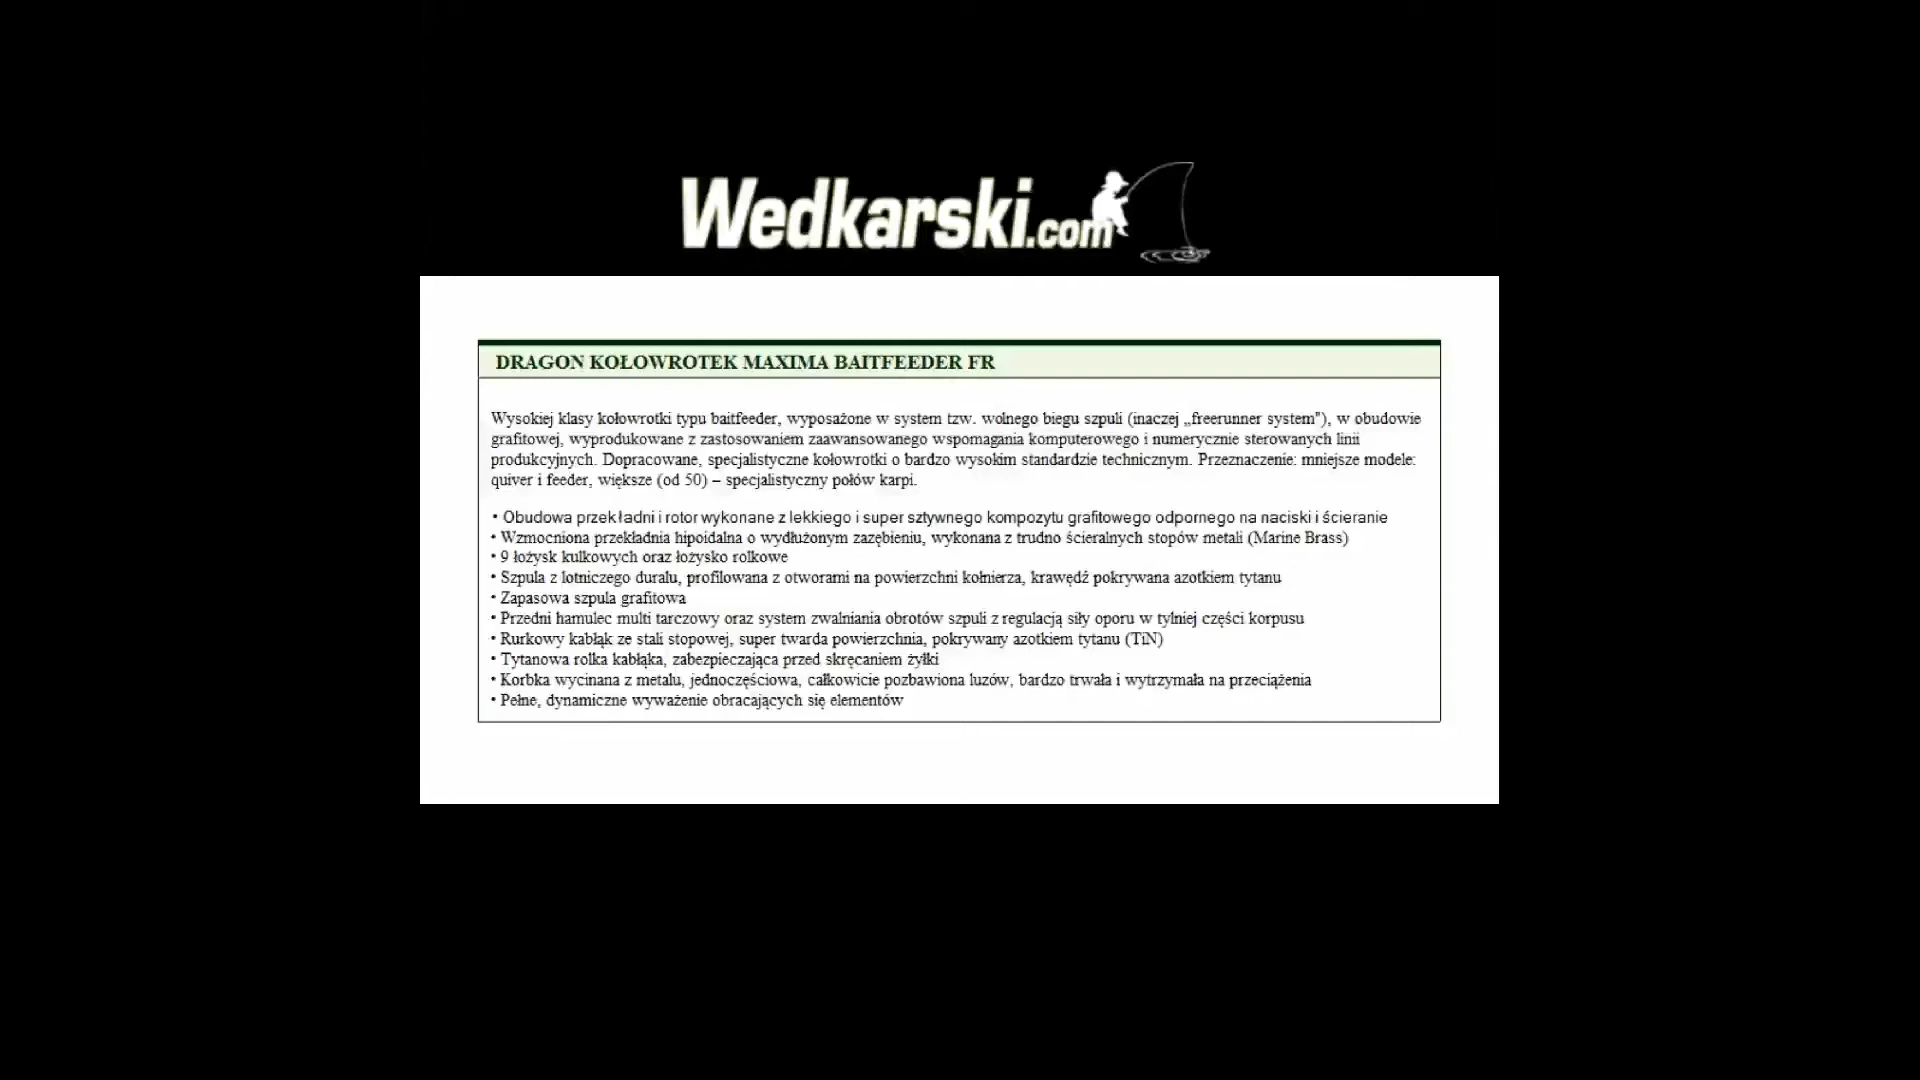 Wedkarski.com
DRAGON KOŁOWROTEK MAXIMA BAITFEEDER FR
Wysokiej klasy kołowrotki typu baitfeeder, wyposażone w system tzw. wolnego biegu szpuli (inaczej „freerunner system"), w obudowie
grafitowej, wyprodukowane z zastosowaniem zaawansowanego wspomagania komputerowego i numerycznie sterowanych linii
produkcyjnych. Dopracowane, specjalistyczne kołowrotki o bardzo wysokim standardzie technicznym. Przeznaczenie: mniejsze modele:
quiver i feeder, większe (od 50) – specjalistyczny połów karpi.
• Obudowa przekładni i rotor wykonane z lekkiego i super sztywnego kompozytu grafitowego odpornego na naciski i ścieranie
• Wzmocniona przekładnia hipoidalna o wydłużonym zazębieniu, wykonana z trudno ścieralnych stopów metali (Marine Brass)
• 9 łożysk kulkowych oraz łożysko rolkowe
• Szpula z lotniczego duralu, profilowana z otworami na powierzchni kołnierza, krawędź pokrywana azotkiem tytanu
• Zapasowa szpula grafitowa
• Przedni hamulec multi tarczowy oraz system zwalniania obrotów szpuli z regulacją siły oporu w tylniej części korpusu
• Rurkowy kabłąk ze stali stopowej, super twarda powierzchnia, pokrywany azotkiem tytanu (TiN)
• Tytanowa rolka kabłąka, zabezpieczająca przed skręcaniem żyłki
• Korbka wycinana z metalu, jednoczęściowa, całkowicie pozbawiona luzów, bardzo trwała i wytrzymała na przeciążenia
• Pełne, dynamiczne wyważenie obracających się elementów